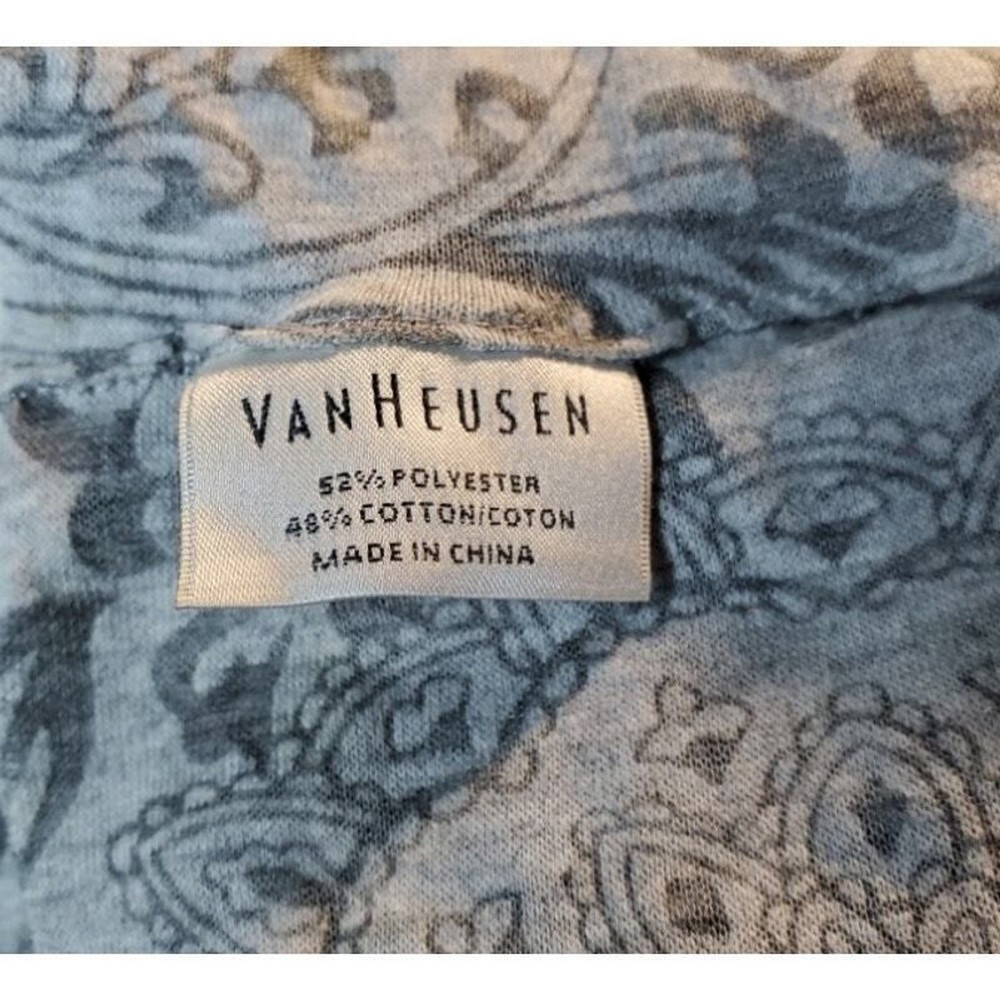 VAN HEUSEN
52% POLYESTER
48% COTTON/COTON
MADE IN CHINA